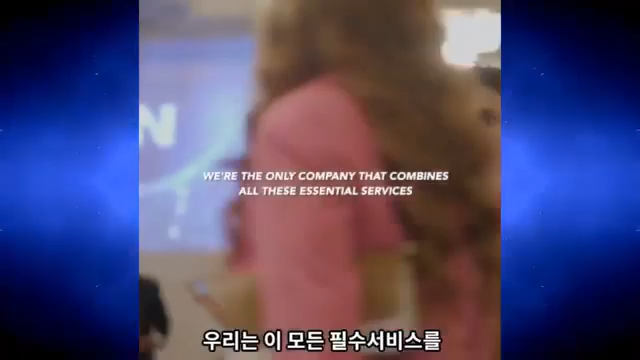 N
WE'RE THE ONLY COMPANY THAT COMBINES
ALL THESE ESSENTIAL SERVICES
우리는 이 모든 필수서비스를